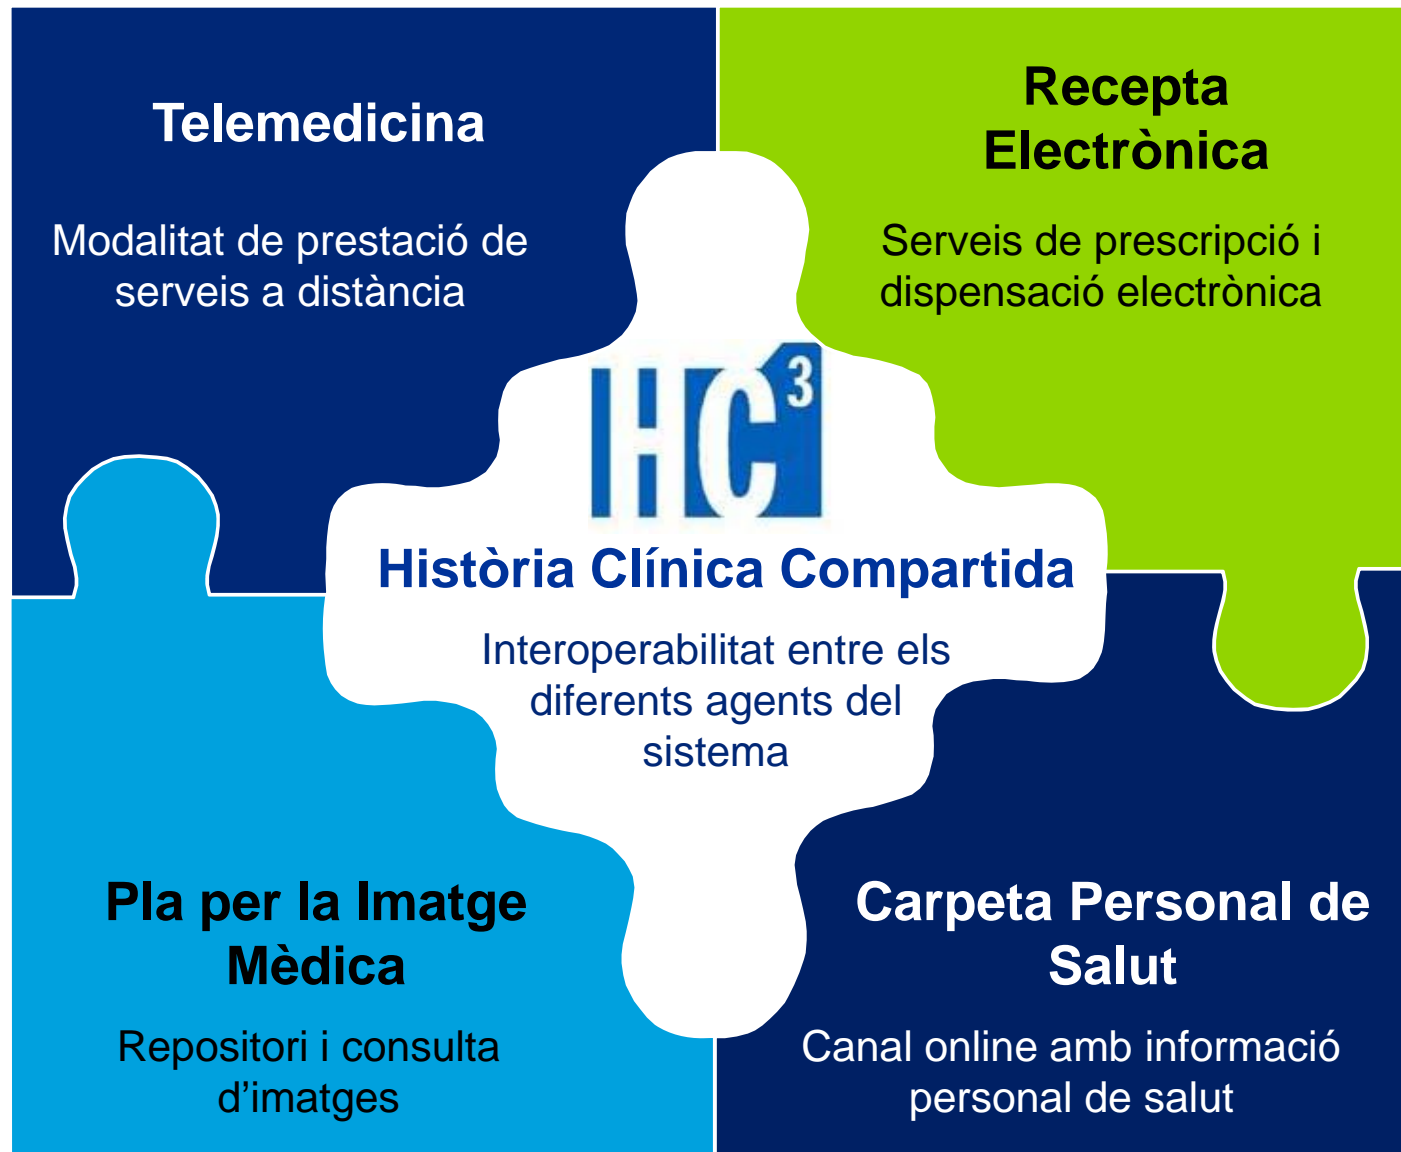 Telemedicina
Modalitat de prestació de
serveis a distància
Recepta
Electrònica
Serveis de prescripció i
dispensació electrònica
HC3
Història Clínica Compartida
Interoperabilitat entre els
diferents agents del
sistema
Pla per la Imatge
Mèdica
Repositori i consulta
d’imatges
Carpeta Personal de
Salut
Canal online amb informació
personal de salut